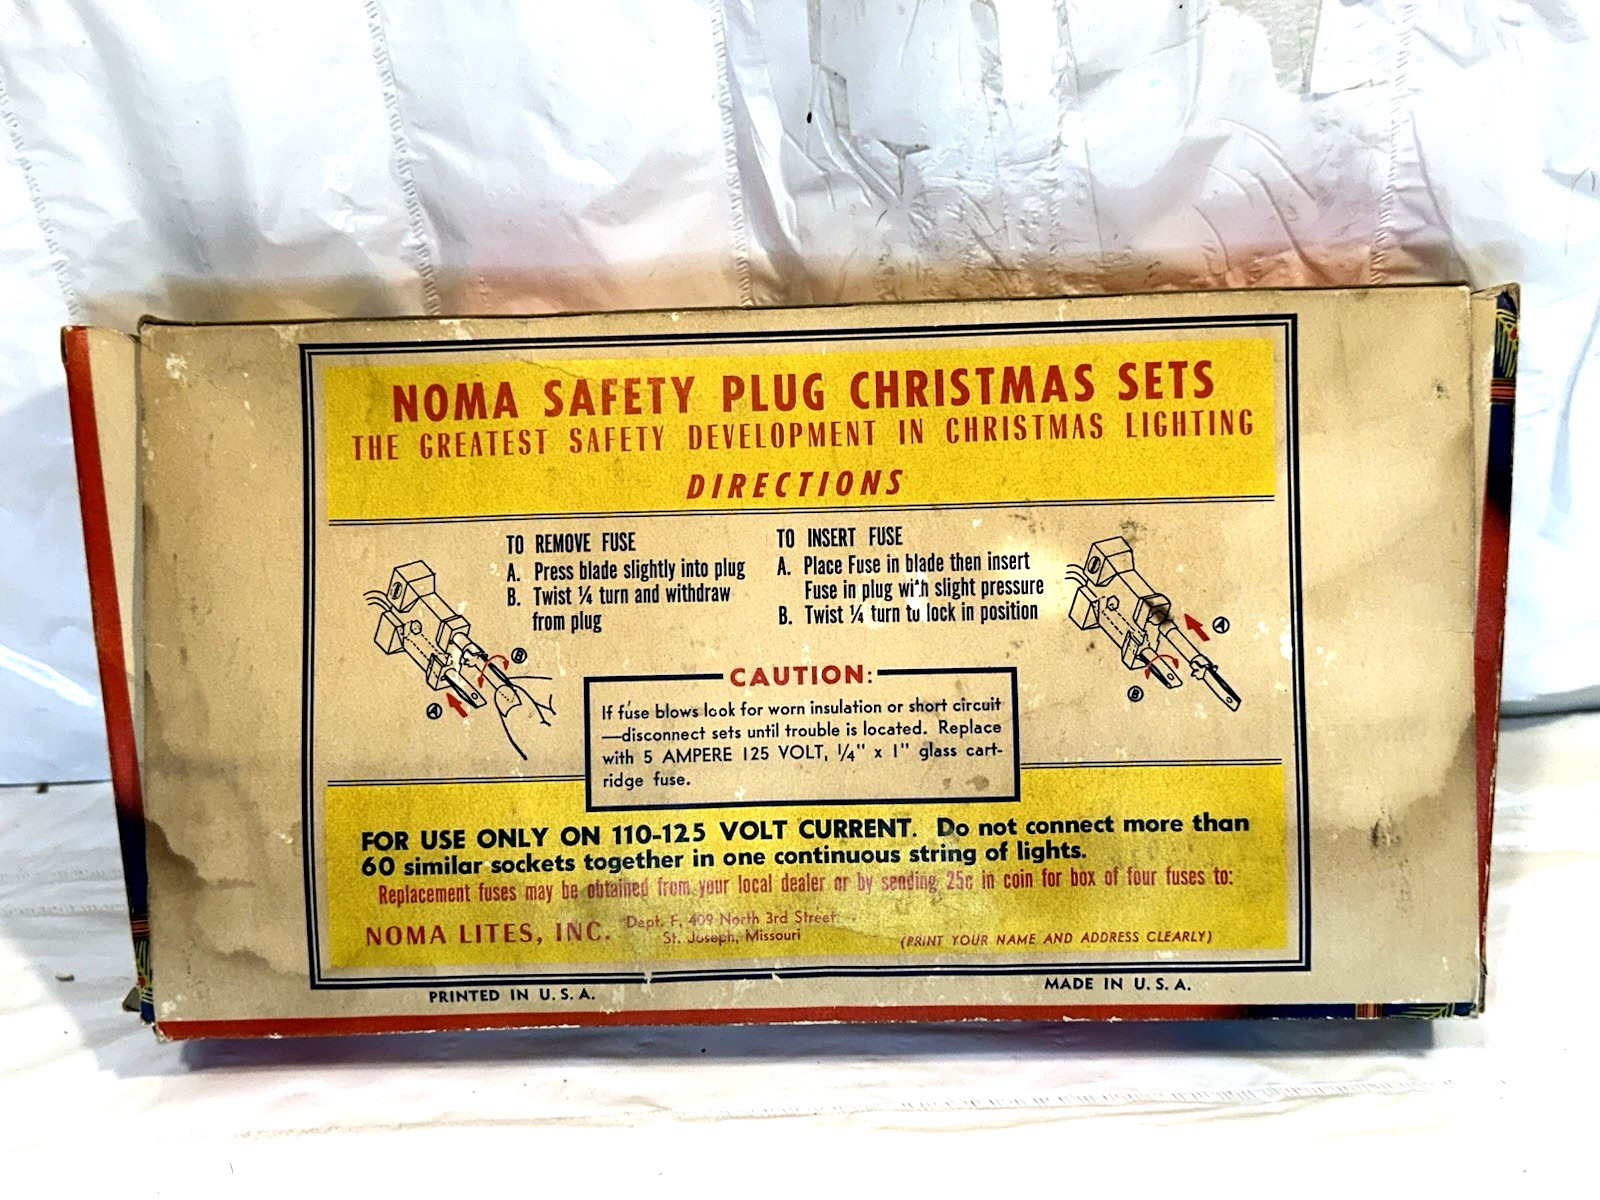 NOMA SAFETY PLUG CHRISTMAS SETS
THE GREATEST SAFETY DEVELOPMENT IN CHRISTMAS LIGHTING
DIRECTIONS
TO REMOVE FUSE
A. Press blade slightly into plug
B. Twist ¼ turn and withdraw
from plug
TO INSERT FUSE
A. Place Fuse in blade then insert
Fuse in plug with slight pressure
B. Twist ¼ turn to lock in position
B
A
A
B
CAUTION:
If fuse blows look for worn insulation or short circuit
—disconnect sets until trouble is located. Replace
with 5 AMPERE 125 VOLT, ¼" x 1" glass cart-
ridge fuse.
FOR USE ONLY ON 110-125 VOLT CURRENT. Do not connect more than
60 similar sockets together in one continuous string of lights.
Replacement fuses may be obtained from your local dealer or by sending 25c in coin for box of four fuses to:
NOMA LITES, INC. Dept. F, 409 North 3rd Street
St. Joseph, Missouri
(PRINT YOUR NAME AND ADDRESS CLEARLY)
PRINTED IN U. S. A.
MADE IN U. S. A.